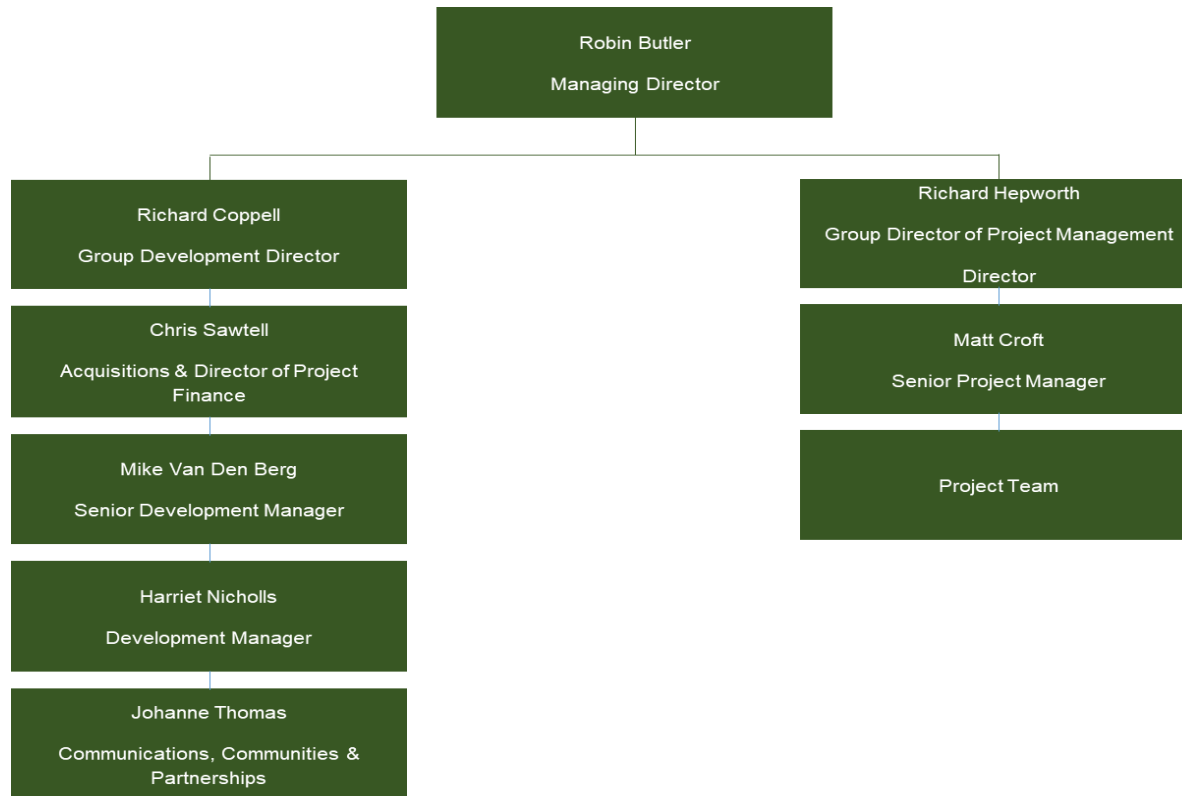 Robin Butler
Managing Director
Richard Coppell
Group Development Director
Chris Sawtell
Acquisitions & Director of Project
Finance
Mike Van Den Berg
Senior Development Manager
Harriet Nicholls
Development Manager
Johanne Thomas
Communications, Communities &
Partnerships
Richard Hepworth
Group Director of Project Management
Director
Matt Croft
Senior Project Manager
Project Team